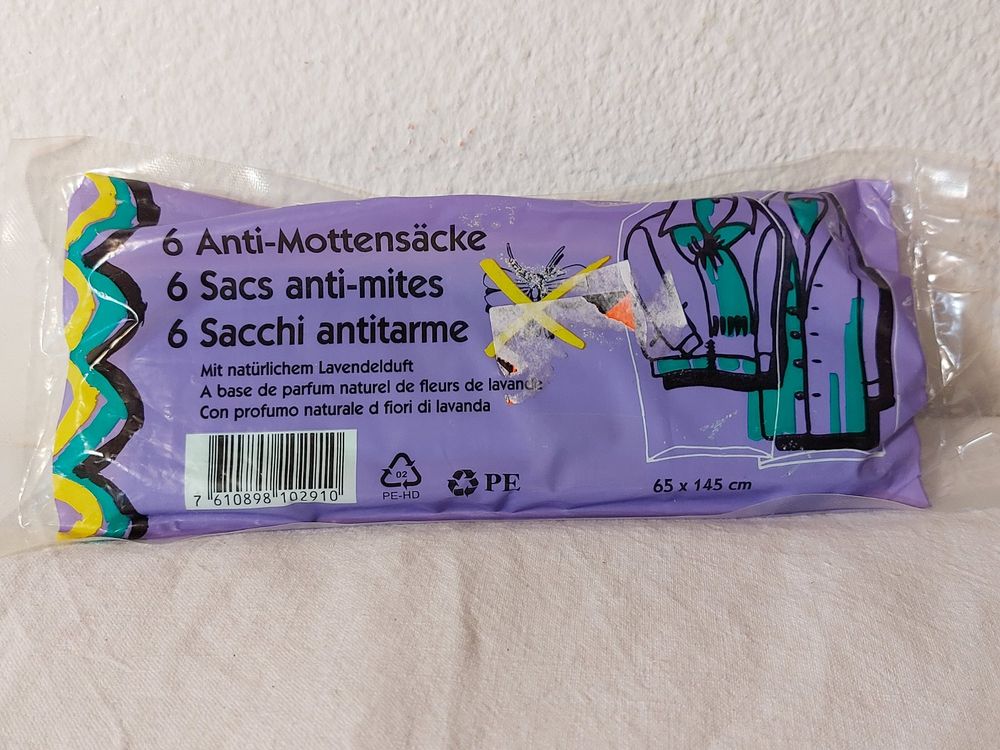 6 Anti-Mottensäcke
6 Sacs anti-mites
6 Sacchi antitarme
Mit natürlichem Lavendelduft
A base de parfum naturel de fleurs de lavande
Con profumo naturale d fiori di lavanda
7 610898 102910
02
PE-HD
PE
65 x 145 cm